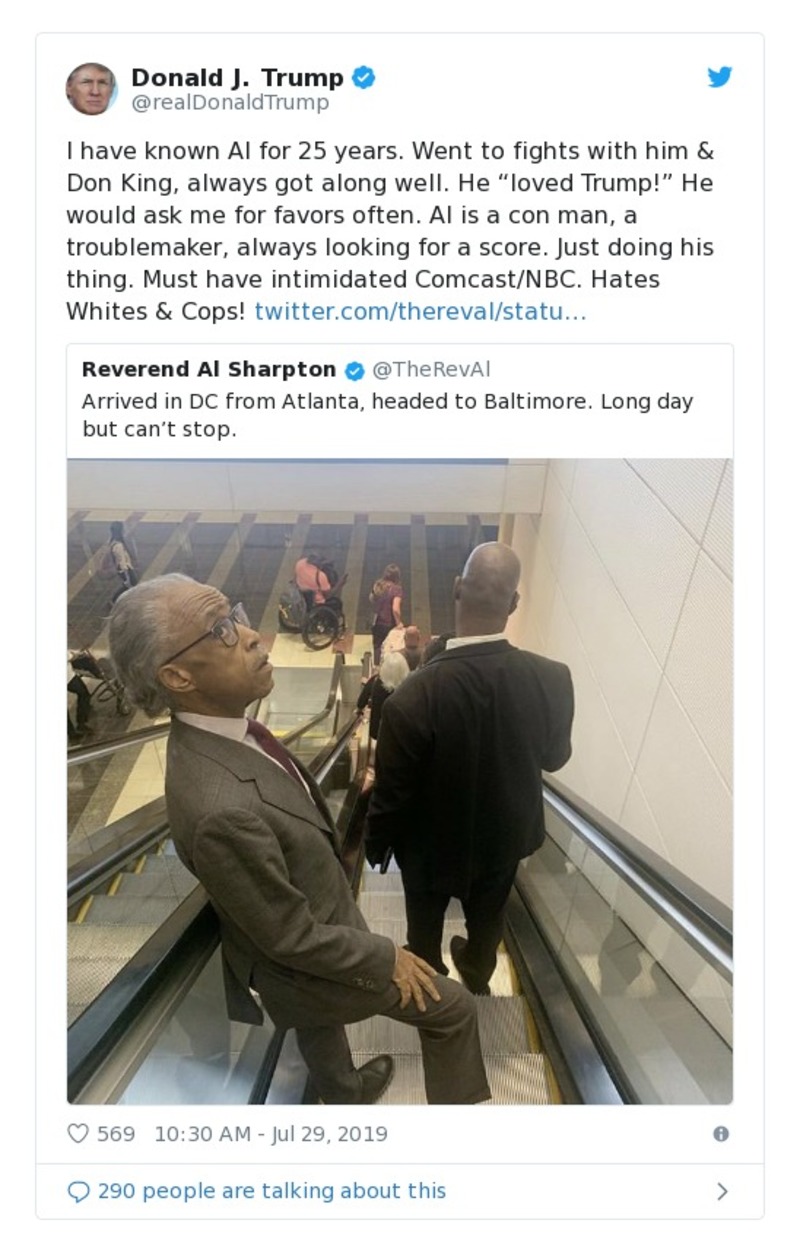 Donald J. Trump
@realDonaldTrump
I have known Al for 25 years. Went to fights with him &
Don King, always got along well. He “loved Trump!” He
would ask me for favors often. Al is a con man, a
troublemaker, always looking for a score. Just doing his
thing. Must have intimidated Comcast/NBC. Hates
Whites & Cops! twitter.com/thereval/statu…
Reverend Al Sharpton @TheRevAl
Arrived in DC from Atlanta, headed to Baltimore. Long day
but can’t stop.
569 10:30 AM - Jul 29, 2019
290 people are talking about this